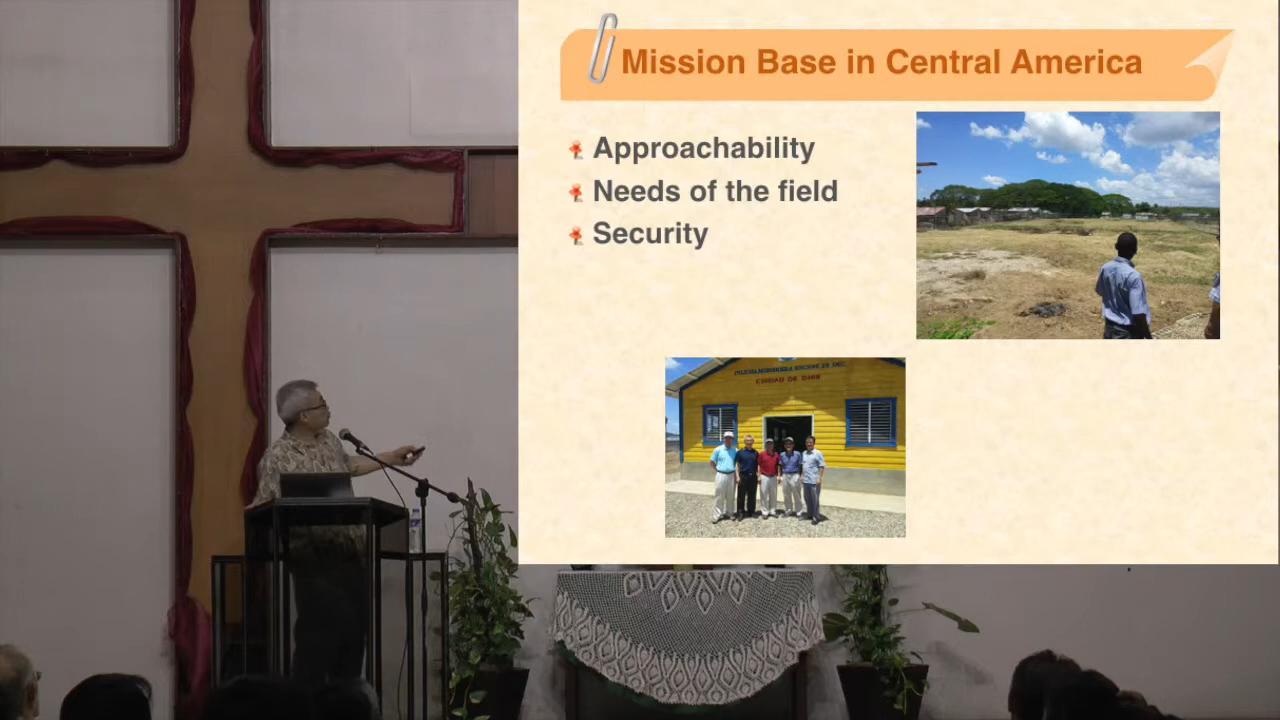 Mission Base in Central America
Approachability
Needs of the field
Security
CIUDAD DE DIOS